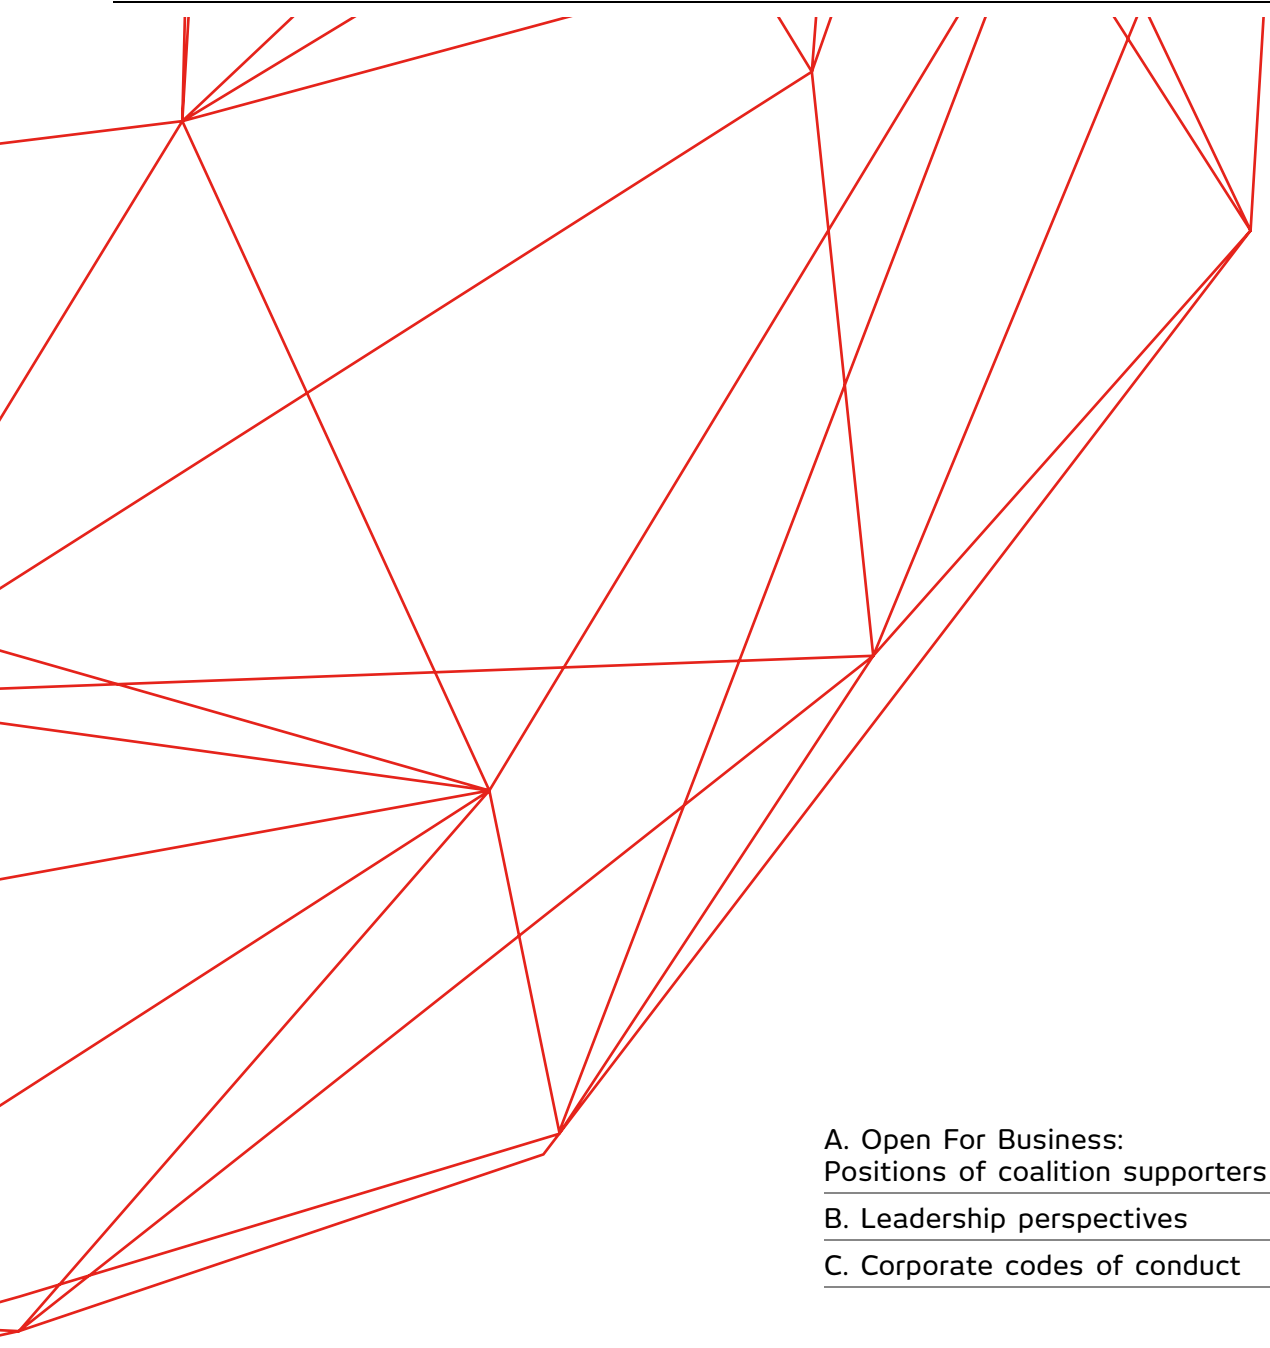 A. Open For Business:
Positions of coalition supporters
B. Leadership perspectives
C. Corporate codes of conduct